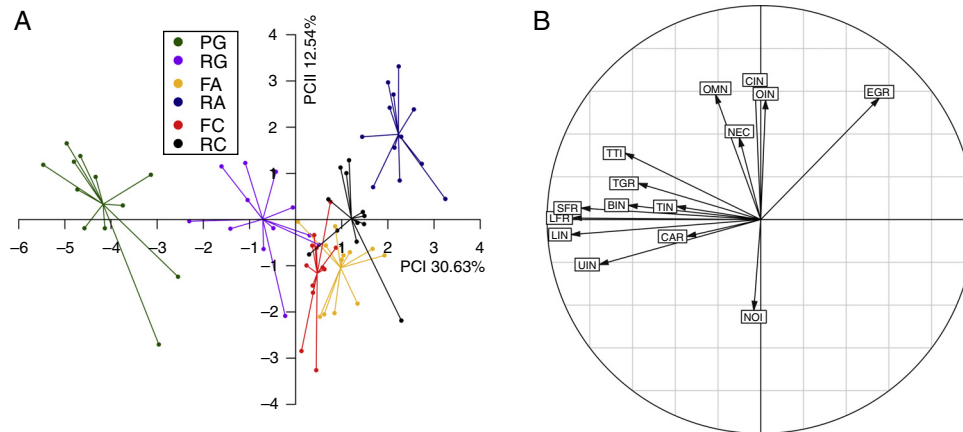 A
PG
RG
FA
RA
FC
RC
PCII 12.54%
4
3
2
1
−1
−2
−3
−4
−6 −5 −4 −3 −2 −1 1 2 3 4
PCI 30.63%
B
CIN
OMN
OIN
EGR
NEC
TTI
TGR
SFR
BIN
TIN
LFR
LIN
CAR
UIN
NOI